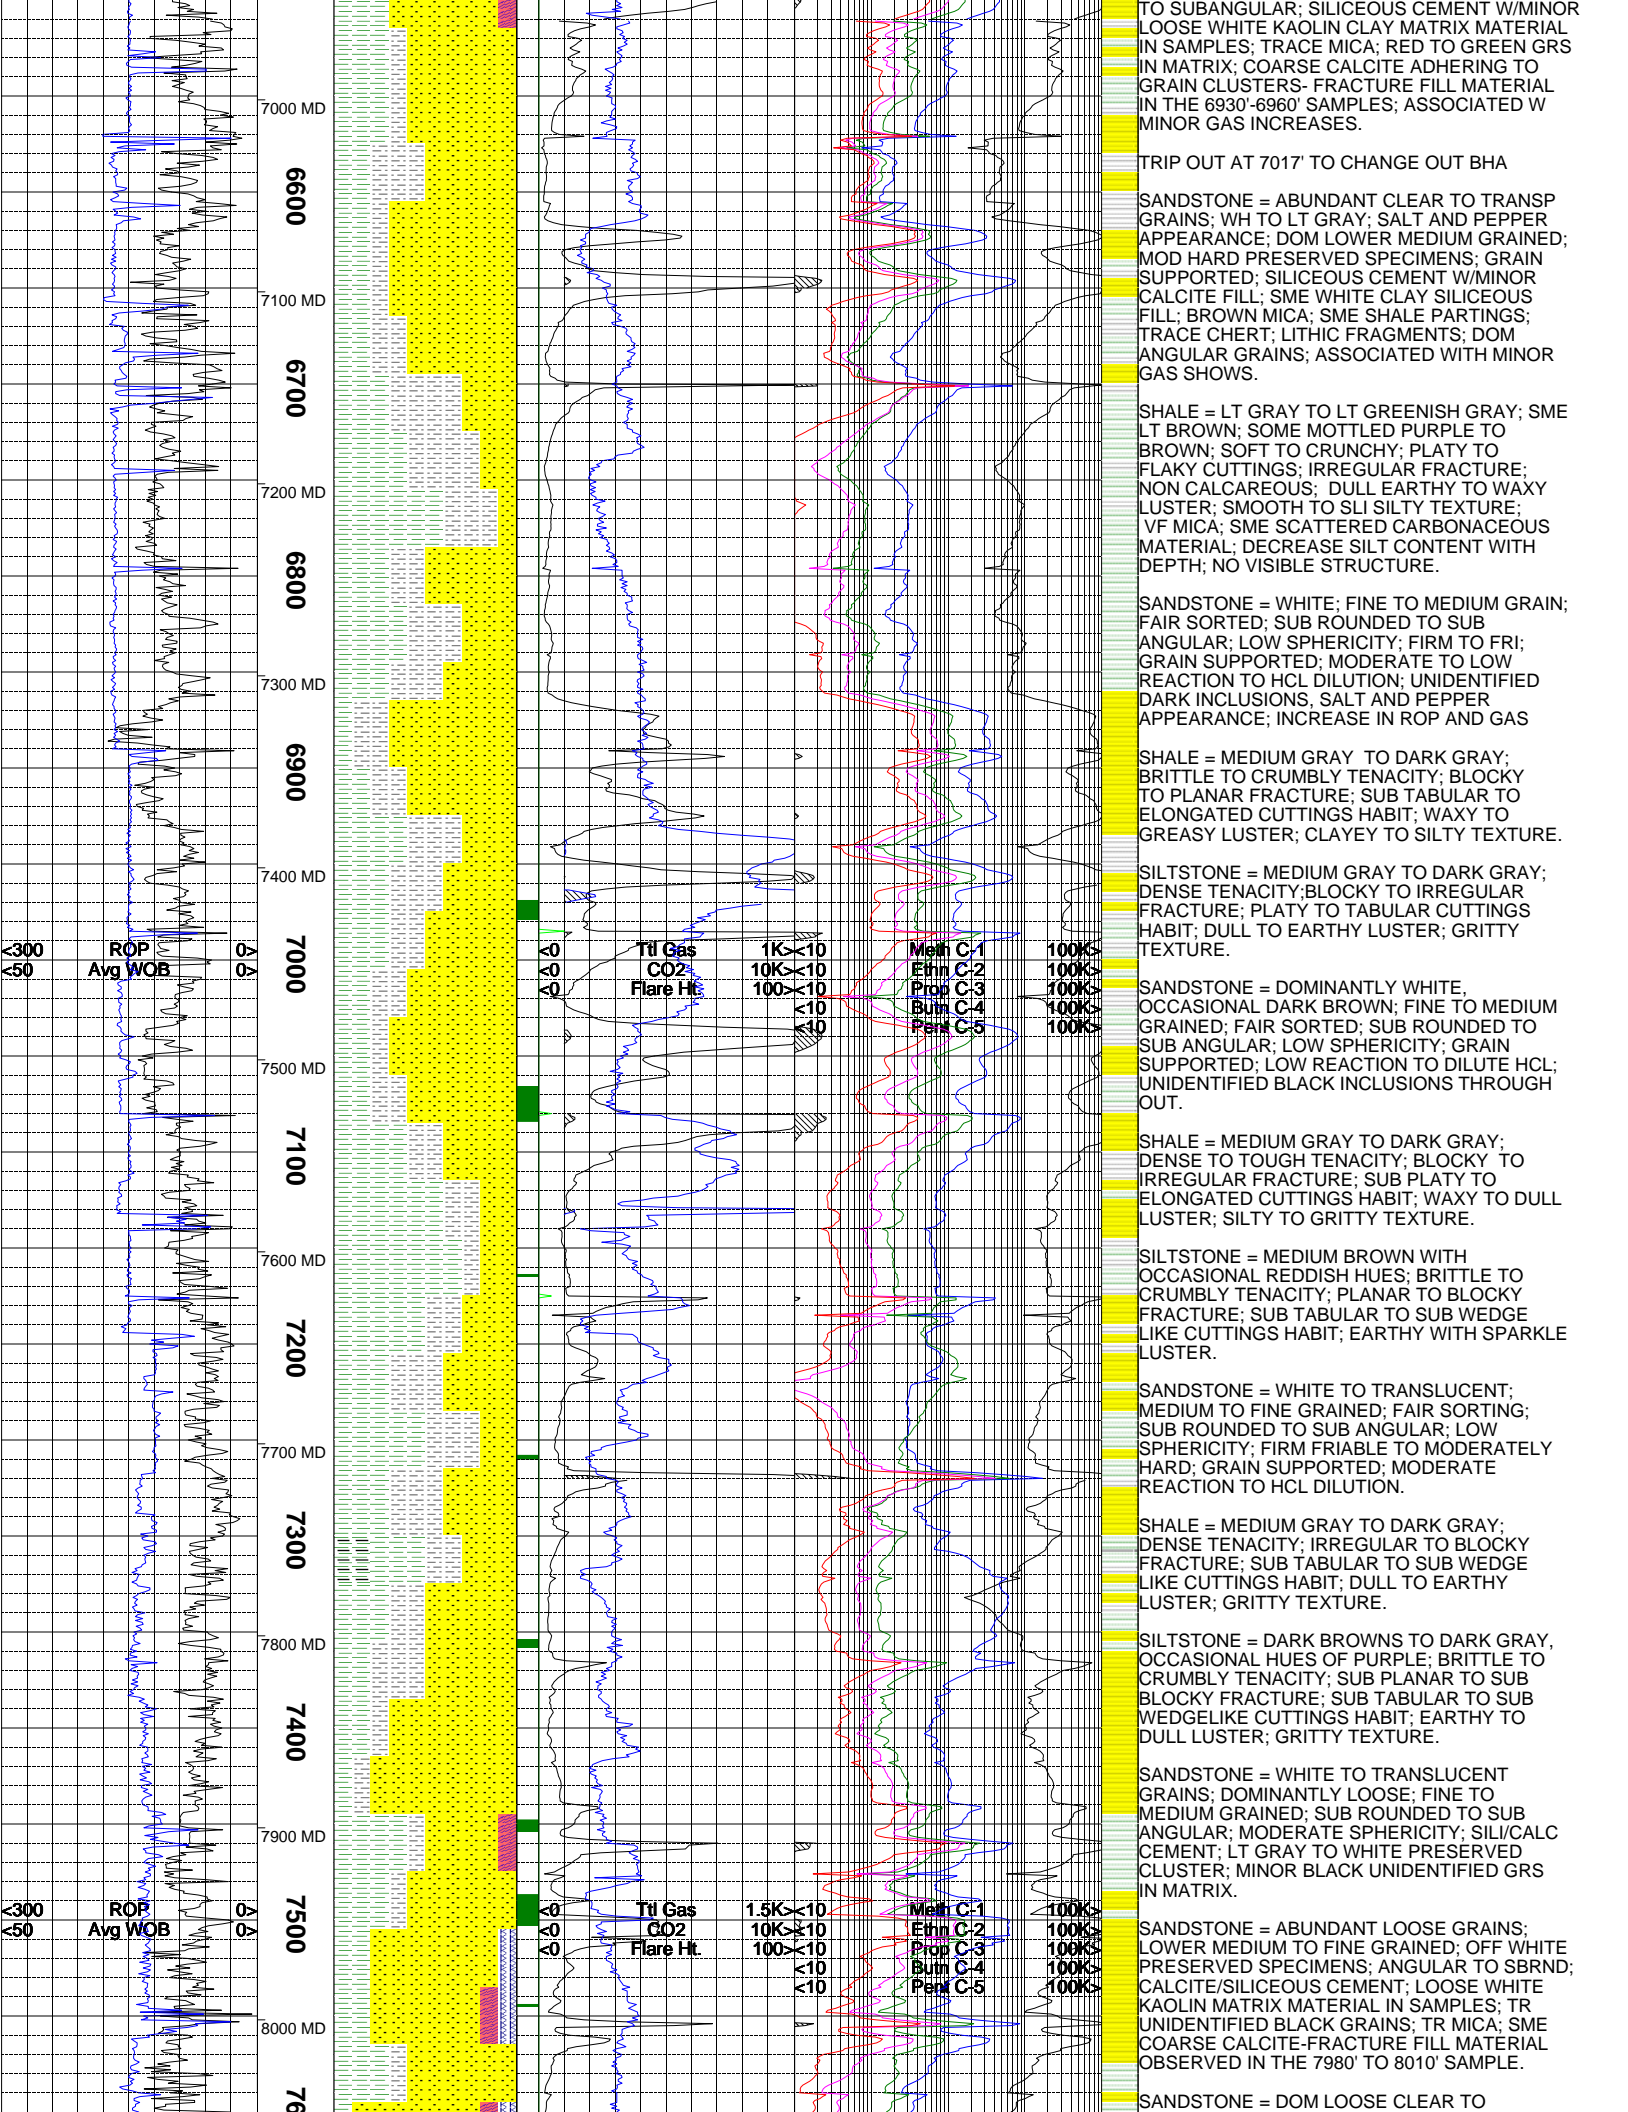 TO SUBANGULAR; SILICEOUS CEMENT W/MINOR
LOOSE WHITE KAOLIN CLAY MATRIX MATERIAL
IN SAMPLES; TRACE MICA; RED TO GREEN GRS
IN MATRIX; COARSE CALCITE ADHERING TO
GRAIN CLUSTERS- FRACTURE FILL MATERIAL
IN THE 6930'-6960' SAMPLES; ASSOCIATED W
MINOR GAS INCREASES.
TRIP OUT AT 7017' TO CHANGE OUT BHA
SANDSTONE = ABUNDANT CLEAR TO TRANSP
GRAINS; WH TO LT GRAY; SALT AND PEPPER
APPEARANCE; DOM LOWER MEDIUM GRAINED;
MOD HARD PRESERVED SPECIMENS; GRAIN
SUPPORTED; SILICEOUS CEMENT W/MINOR
CALCITE FILL; SME WHITE CLAY SILICEOUS
FILL; BROWN MICA; SME SHALE PARTINGS;
TRACE CHERT; LITHIC FRAGMENTS; DOM
ANGULAR GRAINS; ASSOCIATED WITH MINOR
GAS SHOWS.
SHALE = LT GRAY TO LT GREENISH GRAY; SME
LT BROWN; SOME MOTTLED PURPLE TO
BROWN; SOFT TO CRUNCHY; PLATY TO
FLAKY CUTTINGS; IRREGULAR FRACTURE;
NON CALCAREOUS;  DULL EARTHY TO WAXY
LUSTER; SMOOTH TO SLI SILTY TEXTURE;
VF MICA; SME SCATTERED CARBONACEOUS
MATERIAL; DECREASE SILT CONTENT WITH
DEPTH; NO VISIBLE STRUCTURE.
SANDSTONE = WHITE; FINE TO MEDIUM GRAIN;
FAIR SORTED; SUB ROUNDED TO SUB
ANGULAR; LOW SPHERICITY; FIRM TO FRI;
GRAIN SUPPORTED; MODERATE TO LOW
REACTION TO HCL DILUTION; UNIDENTIFIED
DARK INCLUSIONS, SALT AND PEPPER
APPEARANCE; INCREASE IN ROP AND GAS
SHALE = MEDIUM GRAY  TO DARK GRAY;
BRITTLE TO CRUMBLY TENACITY; BLOCKY
TO PLANAR FRACTURE; SUB TABULAR TO
ELONGATED CUTTINGS HABIT; WAXY TO
GREASY LUSTER; CLAYEY TO SILTY TEXTURE.
SILTSTONE = MEDIUM GRAY TO DARK GRAY;
DENSE TENACITY;BLOCKY TO IRREGULAR
FRACTURE; PLATY TO TABULAR CUTTINGS
HABIT; DULL TO EARTHY LUSTER; GRITTY
TEXTURE.
SANDSTONE = DOMINANTLY WHITE,
OCCASIONAL DARK BROWN; FINE TO MEDIUM
GRAINED; FAIR SORTED; SUB ROUNDED TO
SUB ANGULAR; LOW SPHERICITY; GRAIN
SUPPORTED; LOW REACTION TO DILUTE HCL;
UNIDENTIFIED BLACK INCLUSIONS THROUGH
OUT.
SHALE = MEDIUM GRAY TO DARK GRAY;
DENSE TO TOUGH TENACITY; BLOCKY  TO
IRREGULAR FRACTURE; SUB PLATY TO
ELONGATED CUTTINGS HABIT; WAXY TO DULL
LUSTER; SILTY TO GRITTY TEXTURE.
SILTSTONE = MEDIUM BROWN WITH
OCCASIONAL REDDISH HUES; BRITTLE TO
CRUMBLY TENACITY; PLANAR TO BLOCKY
FRACTURE; SUB TABULAR TO SUB WEDGE
LIKE CUTTINGS HABIT; EARTHY WITH SPARKLE
LUSTER.
SANDSTONE = WHITE TO TRANSLUCENT;
MEDIUM TO FINE GRAINED; FAIR SORTING;
SUB ROUNDED TO SUB ANGULAR; LOW
SPHERICITY; FIRM FRIABLE TO MODERATELY
HARD; GRAIN SUPPORTED; MODERATE
REACTION TO HCL DILUTION.
SHALE = MEDIUM GRAY TO DARK GRAY;
DENSE TENACITY; IRREGULAR TO BLOCKY
FRACTURE; SUB TABULAR TO SUB WEDGE
LIKE CUTTINGS HABIT; DULL TO EARTHY
LUSTER; GRITTY TEXTURE.
SILTSTONE = DARK BROWNS TO DARK GRAY,
OCCASIONAL HUES OF PURPLE; BRITTLE TO
CRUMBLY TENACITY; SUB PLANAR TO SUB
BLOCKY FRACTURE; SUB TABULAR TO SUB
WEDGELIKE CUTTINGS HABIT; EARTHY TO
DULL LUSTER; GRITTY TEXTURE.
SANDSTONE = WHITE TO TRANSLUCENT
GRAINS; DOMINANTLY LOOSE; FINE TO
MEDIUM GRAINED; SUB ROUNDED TO SUB
ANGULAR; MODERATE SPHERICITY; SILI/CALC
CEMENT; LT GRAY TO WHITE PRESERVED
CLUSTER; MINOR BLACK UNIDENTIFIED GRS
IN MATRIX.
SANDSTONE = ABUNDANT LOOSE GRAINS;
LOWER MEDIUM TO FINE GRAINED; OFF WHITE
PRESERVED SPECIMENS; ANGULAR TO SBRND;
CALCITE/SILICEOUS CEMENT; LOOSE WHITE
KAOLIN MATRIX MATERIAL IN SAMPLES; TR
UNIDENTIFIED BLACK GRAINS; TR MICA; SME
COARSE CALCITE-FRACTURE FILL MATERIAL
OBSERVED IN THE 7980' TO 8010' SAMPLE.
SANDSTONE = DOM LOOSE CLEAR TO
7000 MD
6600
7100 MD
6700
7200 MD
6800
7300 MD
6900
7400 MD
7000
7500 MD
7100
7600 MD
7200
7700 MD
7300
7800 MD
7400
7900 MD
7500
8000 MD
76
<300 ROP 0>
<50 Avg WOB 0>
<0 Ttl Gas 1K>
<0 CO2 10K>
<0 Flare Ht. 100>
<10 Meth C-1 100K>
<10 Ethn C-2 100K>
<10 Prop C-3 100K>
<10 Butn C-4 100K>
<10 Pent C-5 100K>
<300 ROP 0>
<50 Avg WOB 0>
<0 Ttl Gas 1.5K>
<0 CO2 10K>
<0 Flare Ht. 100>
<10 Meth C-1 100K>
<10 Ethn C-2 100K>
<10 Prop C-3 100K>
<10 Butn C-4 100K>
<10 Pent C-5 100K>